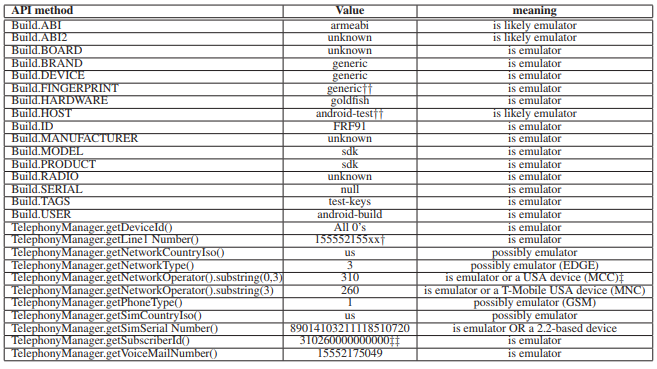 API method Value meaning
Build.ABI armeabi is likely emulator
Build.ABI2 unknown is likely emulator
Build.BOARD unknown is emulator
Build.BRAND generic is emulator
Build.DEVICE generic is emulator
Build.FINGERPRINT generic†† is emulator
Build.HARDWARE goldfish is emulator
Build.HOST android-test†† is likely emulator
Build.ID FRF91 is emulator
Build.MANUFACTURER unknown is emulator
Build.MODEL sdk is emulator
Build.PRODUCT sdk is emulator
Build.RADIO unknown is emulator
Build.SERIAL null is emulator
Build.TAGS test-keys is emulator
Build.USER android-build is emulator
TelephonyManager.getDeviceId() All 0's is emulator
TelephonyManager.getLine1 Number() 155552155xx† is emulator
TelephonyManager.getNetworkCountryIso() us possibly emulator
TelephonyManager.getNetworkType() 3 possibly emulator (EDGE)
TelephonyManager.getNetworkOperator().substring(0,3) 310 is emulator or a USA device (MCC)‡
TelephonyManager.getNetworkOperator().substring(3) 260 is emulator or a T-Mobile USA device (MNC)
TelephonyManager.getPhoneType() 1 possibly emulator (GSM)
TelephonyManager.getSimCountryIso() us possibly emulator
TelephonyManager.getSimSerial Number() 89014103211118510720 is emulator OR a 2.2-based device
TelephonyManager.getSubscriberId() 310260000000000‡‡ is emulator
TelephonyManager.getVoiceMailNumber() 15552175049 is emulator